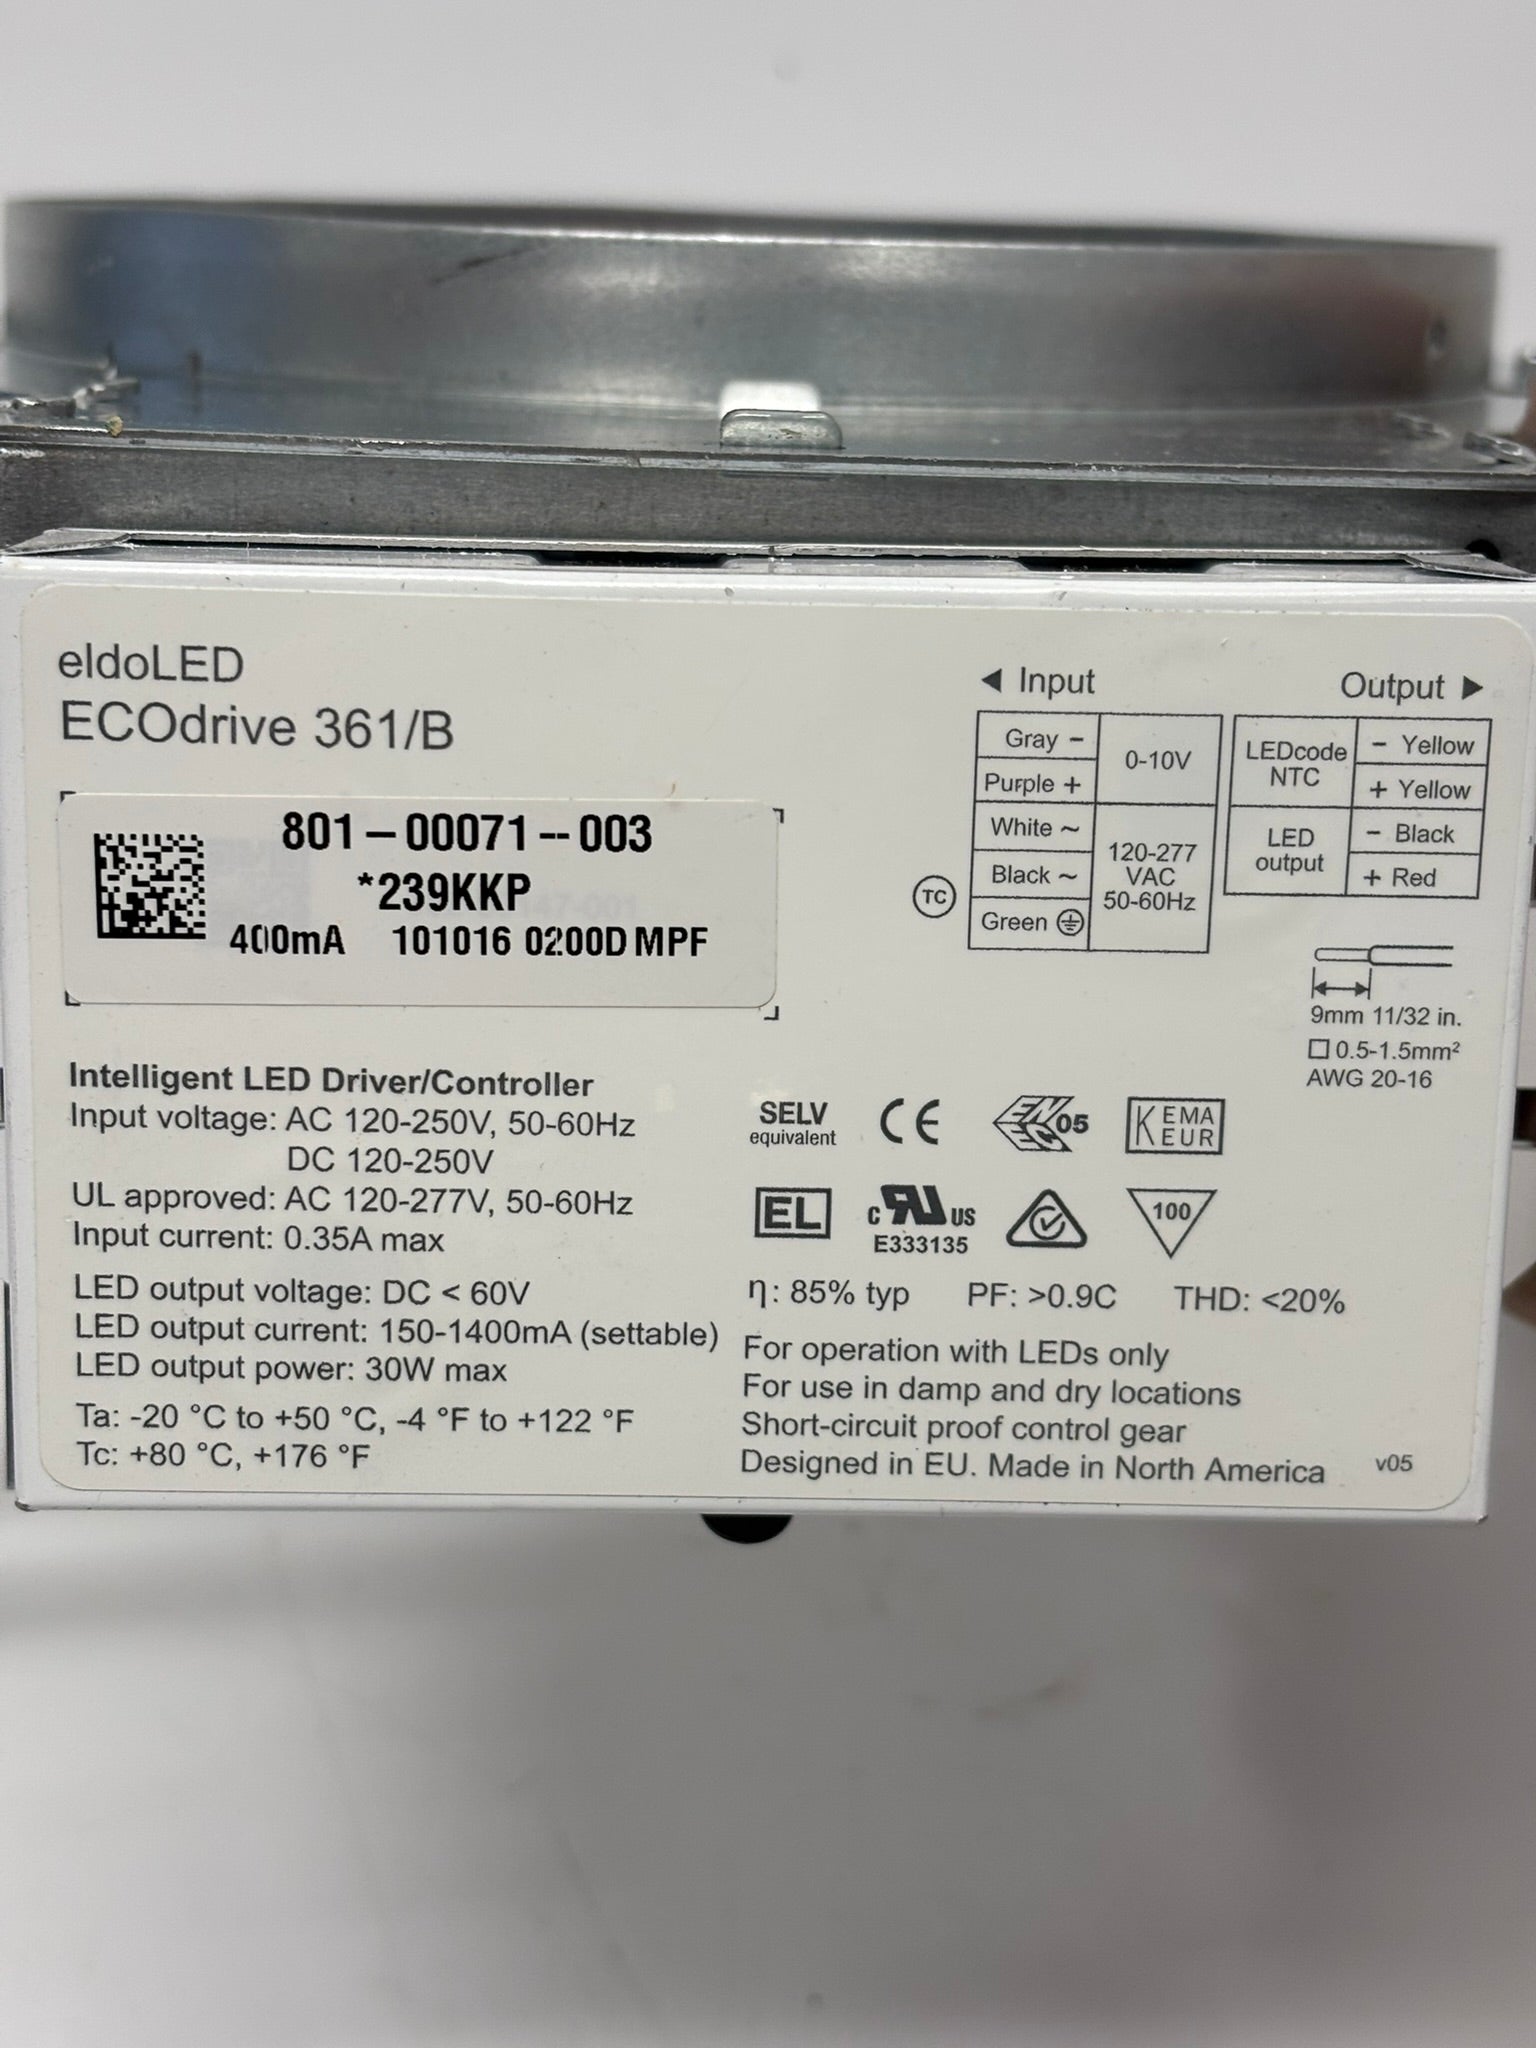 eldoLED
ECOdrive 361/B
801-00071--003
*239KKP
400mA 101016 0200D MPF
Intelligent LED Driver/Controller
Input voltage: AC 120-250V, 50-60Hz
DC 120-250V
UL approved: AC 120-277V, 50-60Hz
Input current: 0.35A max
LED output voltage: DC < 60V
LED output current: 150-1400mA (settable)
LED output power: 30W max
Ta: -20 °C to +50 °C, -4 °F to +122 °F
Tc: +80 °C, +176 °F
◄ Input
Gray -
Purple +
0-10V
White ~
Black ~
Green
120-277
VAC
50-60Hz
TC
Output ►
LEDcode
NTC
- Yellow
+ Yellow
LED
output
- Black
+ Red
9mm 11/32 in.
0.5-1.5mm²
AWG 20-16
SELV
equivalent
CE
ENEC 05
KEMA
EUR
EL
c RU US
E333135
100
η: 85% typ PF: >0.9C THD: <20%
For operation with LEDs only
For use in damp and dry locations
Short-circuit proof control gear
Designed in EU. Made in North America v05